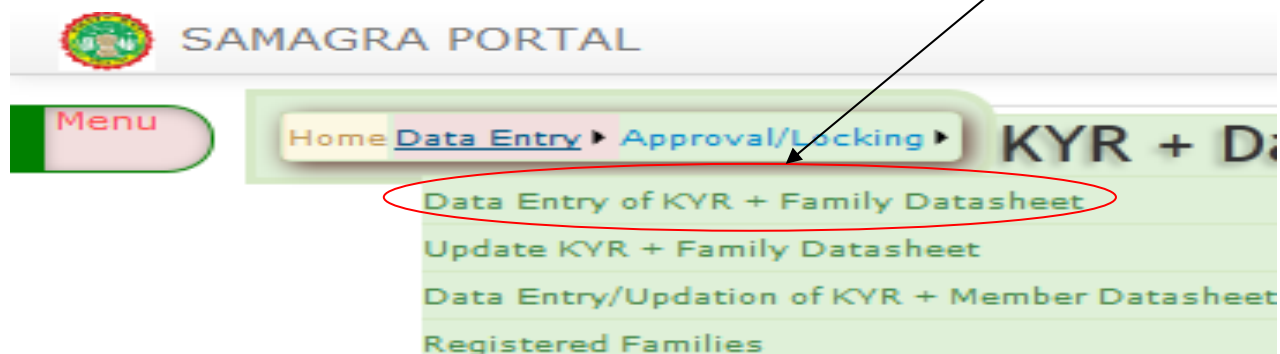 SAMAGRA PORTAL
Menu
Home Data Entry Approval/Locking KYR + Da
Data Entry of KYR + Family Datasheet
Update KYR + Family Datasheet
Data Entry/Updation of KYR + Member Datasheet
Registered Families